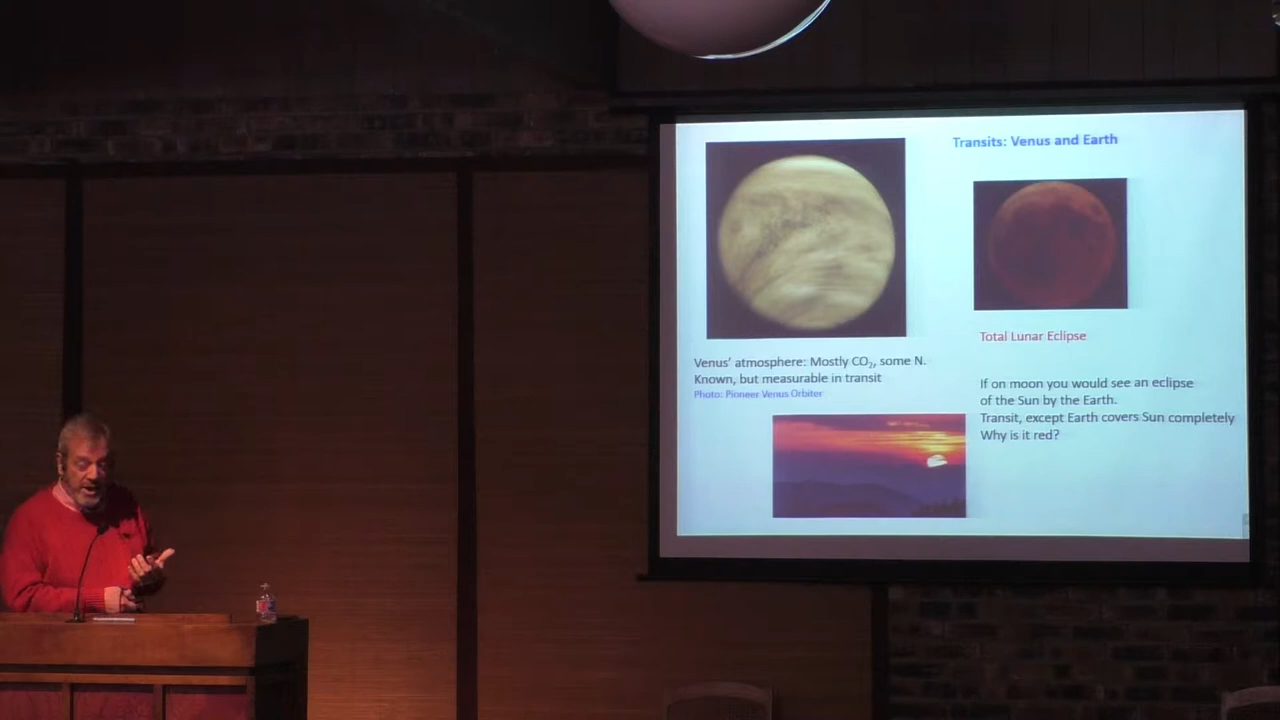 Transits: Venus and Earth
Total Lunar Eclipse
Venus' atmosphere: Mostly CO₂, some N.
Known, but measurable in transit
Photo: Pioneer Venus Orbiter
If on moon you would see an eclipse
of the Sun by the Earth.
Transit, except Earth covers Sun completely
Why is it red?